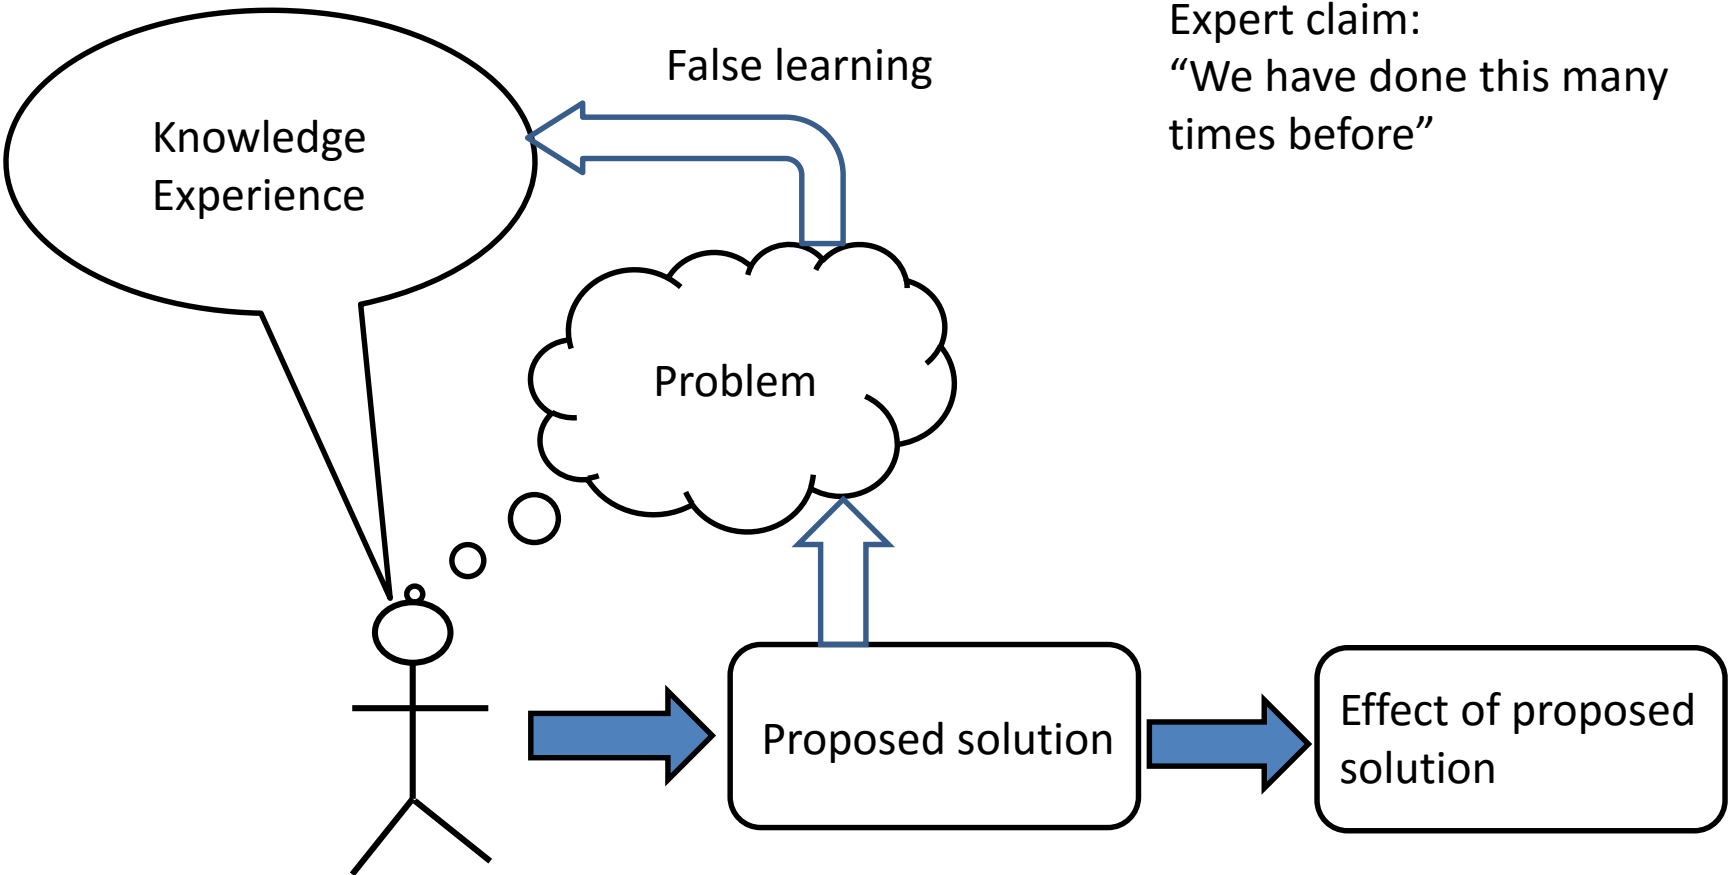 Expert claim:
“We have done this many
times before”
False learning
Knowledge
Experience
Problem
Proposed solution
Effect of proposed
solution